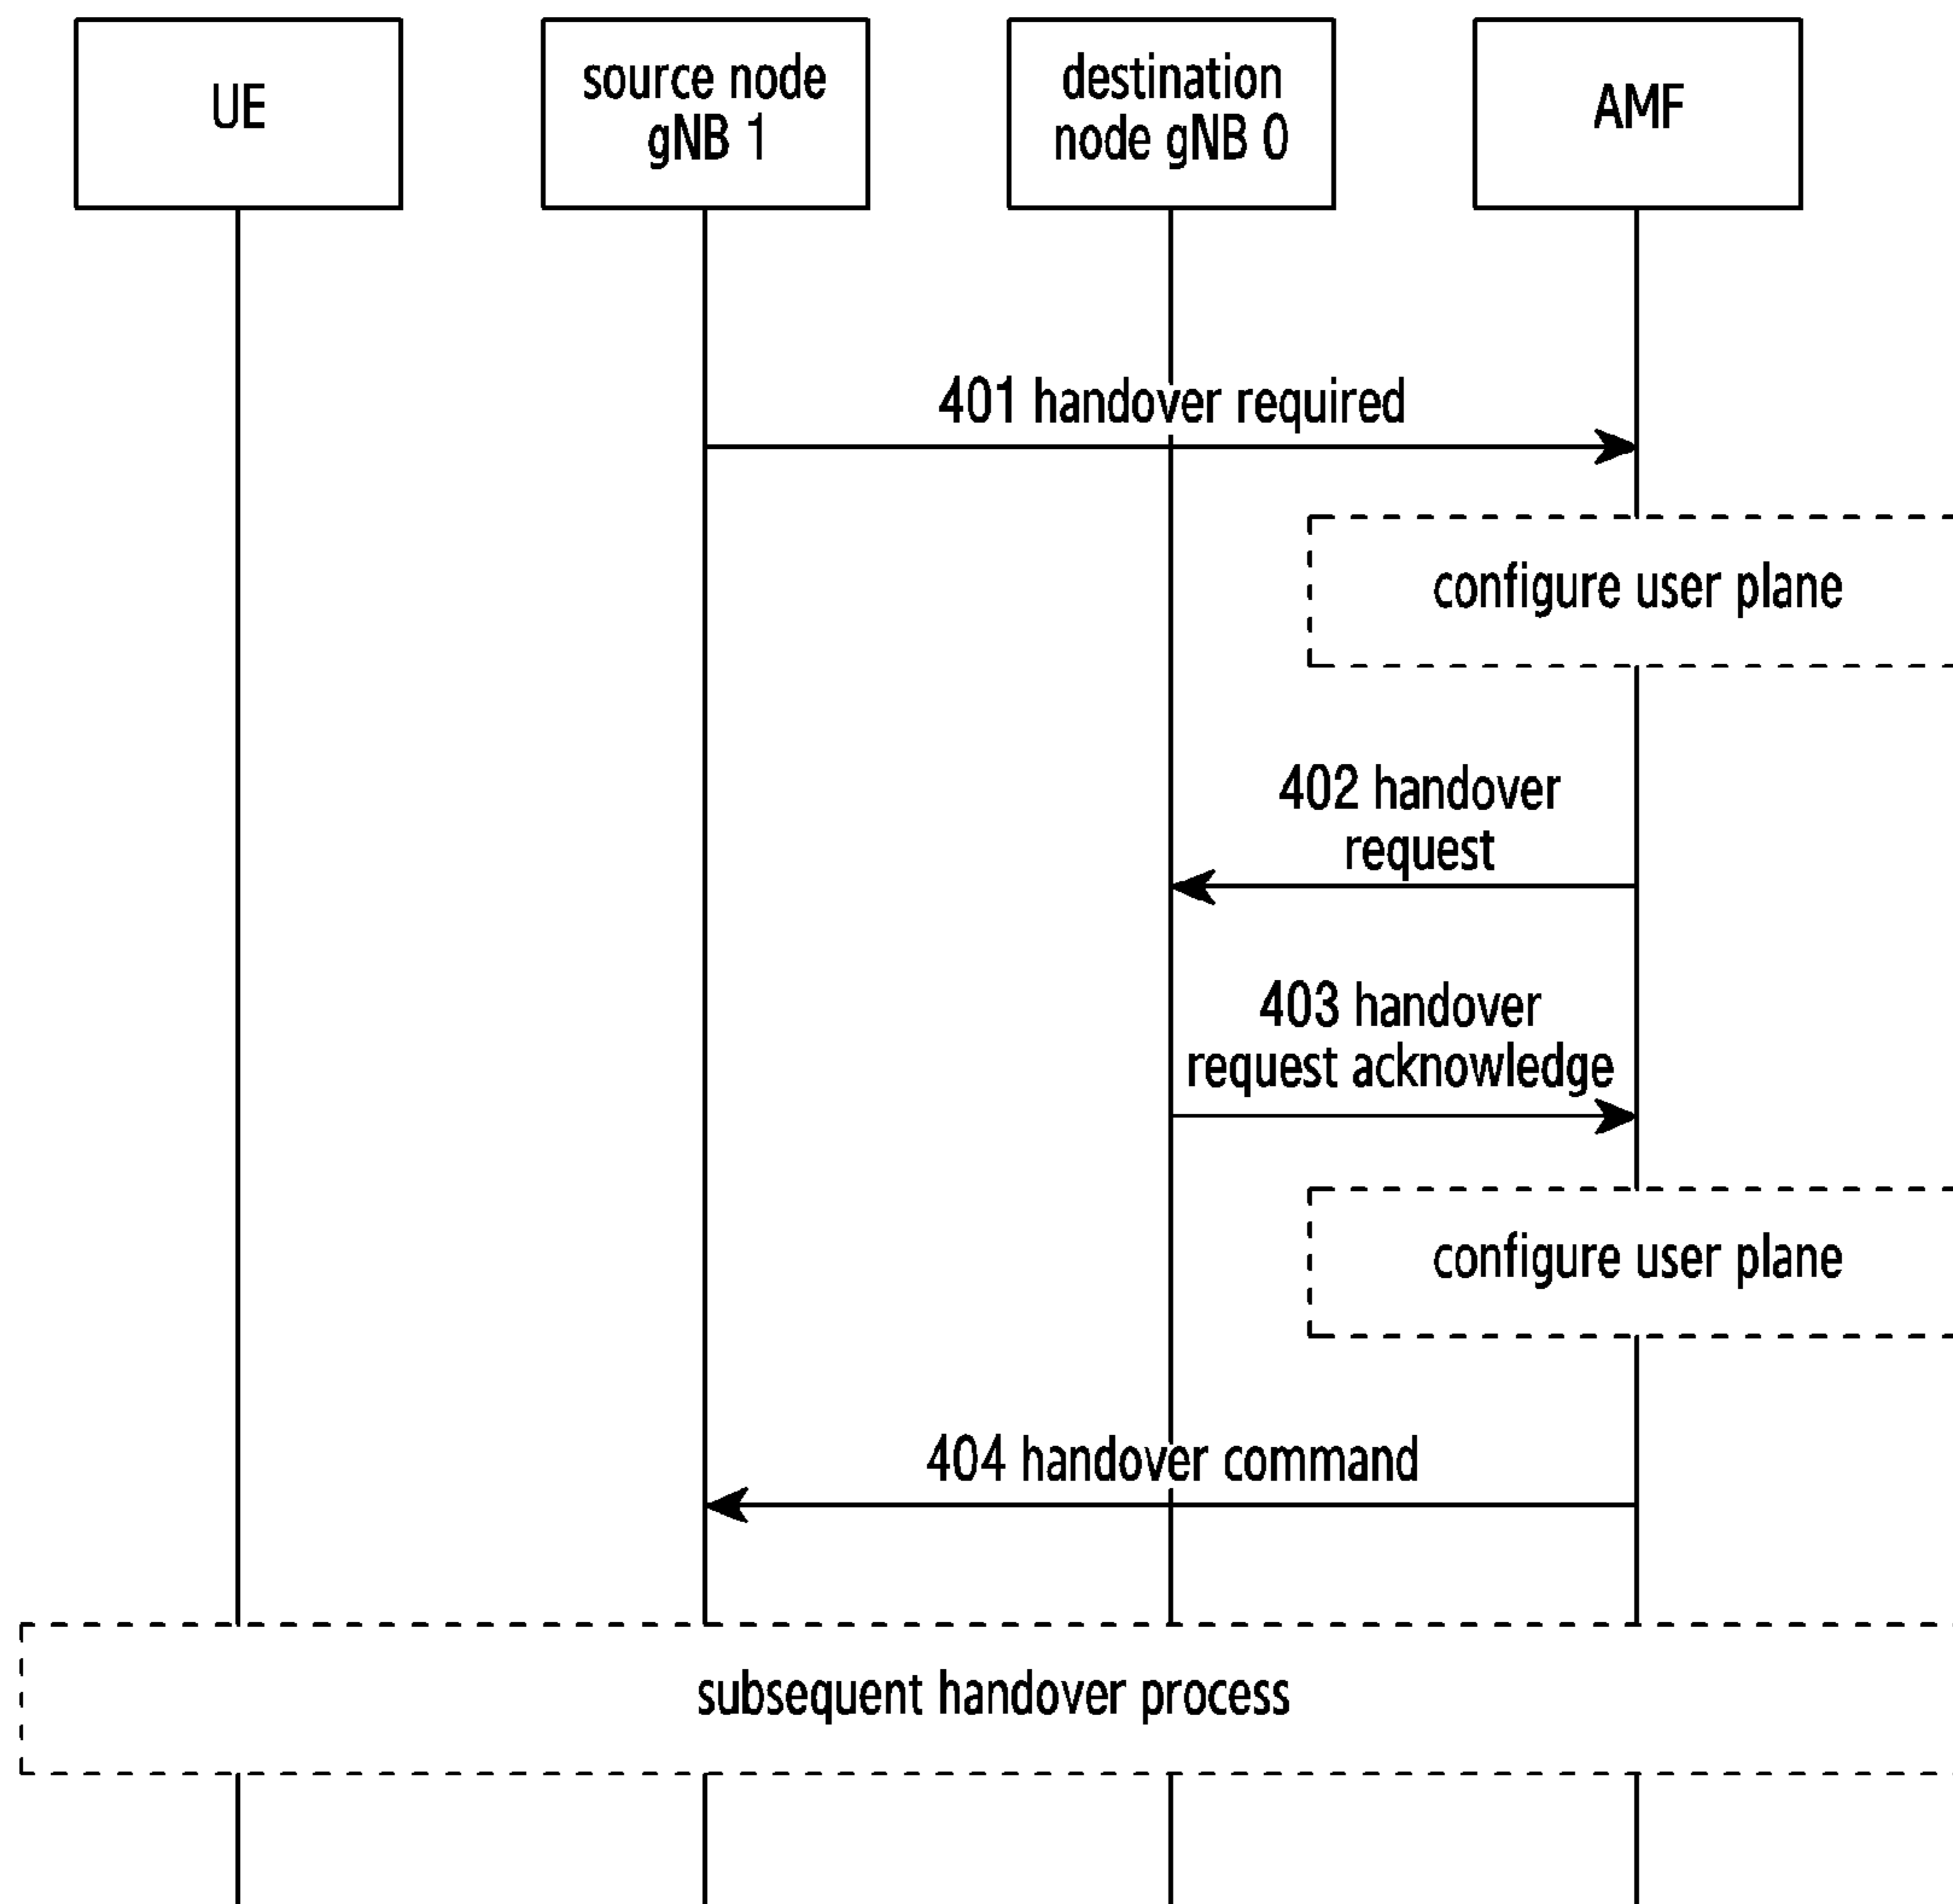 UE
source node
gNB 1
destination
node gNB 0
AMF
401 handover required
configure user plane
402 handover
request
403 handover
request acknowledge
configure user plane
404 handover command
subsequent handover process